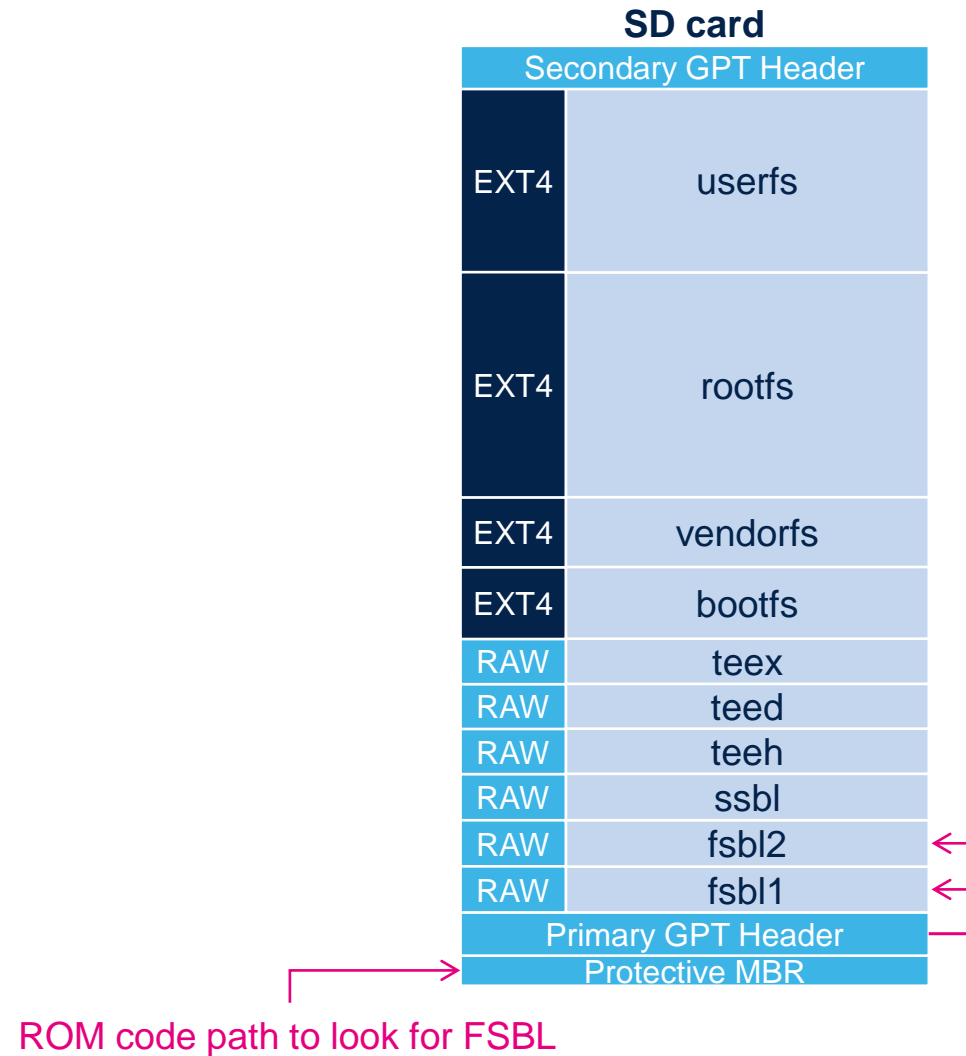 SD card
Secondary GPT Header
EXT4 userfs
EXT4 rootfs
EXT4 vendorfs
EXT4 bootfs
RAW teex
RAW teed
RAW teeh
RAW ssbl
RAW fsbl2
RAW fsbl1
Primary GPT Header
Protective MBR
ROM code path to look for FSBL